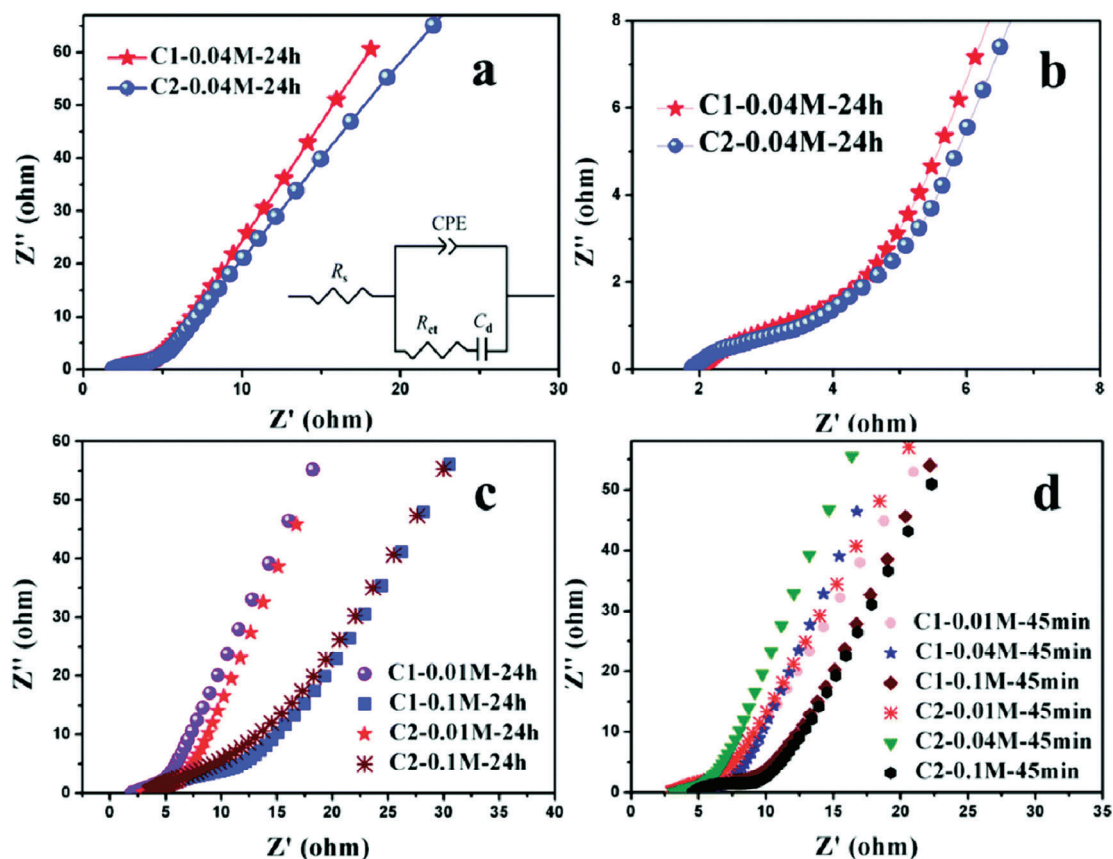 a
C1-0.04M-24h
C2-0.04M-24h
60
50
40
30
20
10
0
Z'' (ohm)
CPE
Rs
Rct
Cd
0 10 20 30
Z' (ohm)
b
C1-0.04M-24h
C2-0.04M-24h
8
6
4
2
0
Z'' (ohm)
2 4 6 8
Z' (ohm)
c
60
50
40
30
20
10
0
Z'' (ohm)
C1-0.01M-24h
C1-0.1M-24h
C2-0.01M-24h
C2-0.1M-24h
0 5 10 15 20 25 30 35 40
Z' (ohm)
d
50
40
30
20
10
0
Z'' (ohm)
C1-0.01M-45min
C1-0.04M-45min
C1-0.1M-45min
C2-0.01M-45min
C2-0.04M-45min
C2-0.1M-45min
0 5 10 15 20 25 30 35
Z' (ohm)